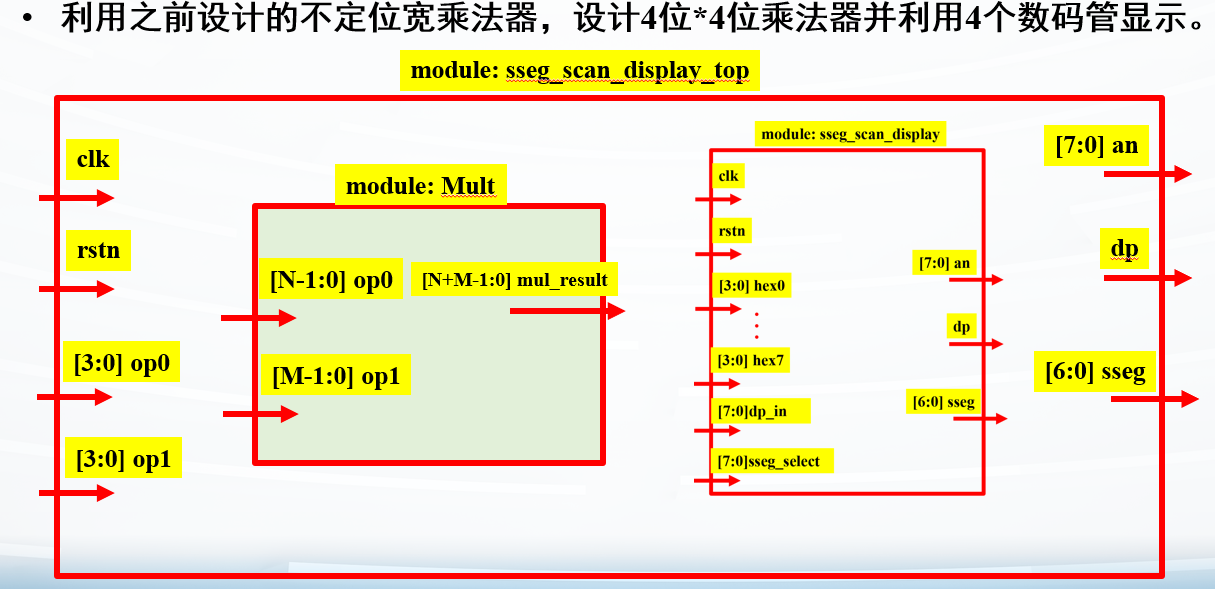 • 利用之前设计的不定位宽乘法器，设计4位*4位乘法器并利用4个数码管显示。
module: sseg_scan_display_top
clk
rstn
[3:0] op0
[3:0] op1
module: Mult
[N-1:0] op0
[N+M-1:0] mul_result
[M-1:0] op1
module: sseg_scan_display
clk
rstn
[3:0] hex0
[3:0] hex7
[7:0]dp_in
[7:0]sseg_select
[7:0] an
dp
[6:0] sseg
[7:0] an
dp
[6:0] sseg